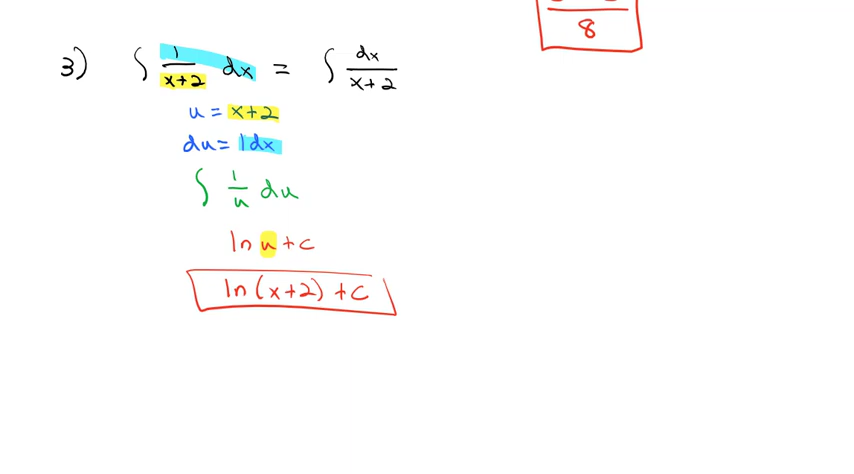 8
3) ∫ 1/(x+2) dx = ∫ dx/(x+2)
u = x+2
du = 1dx
∫ 1/u du
ln u + c
ln(x+2) + c